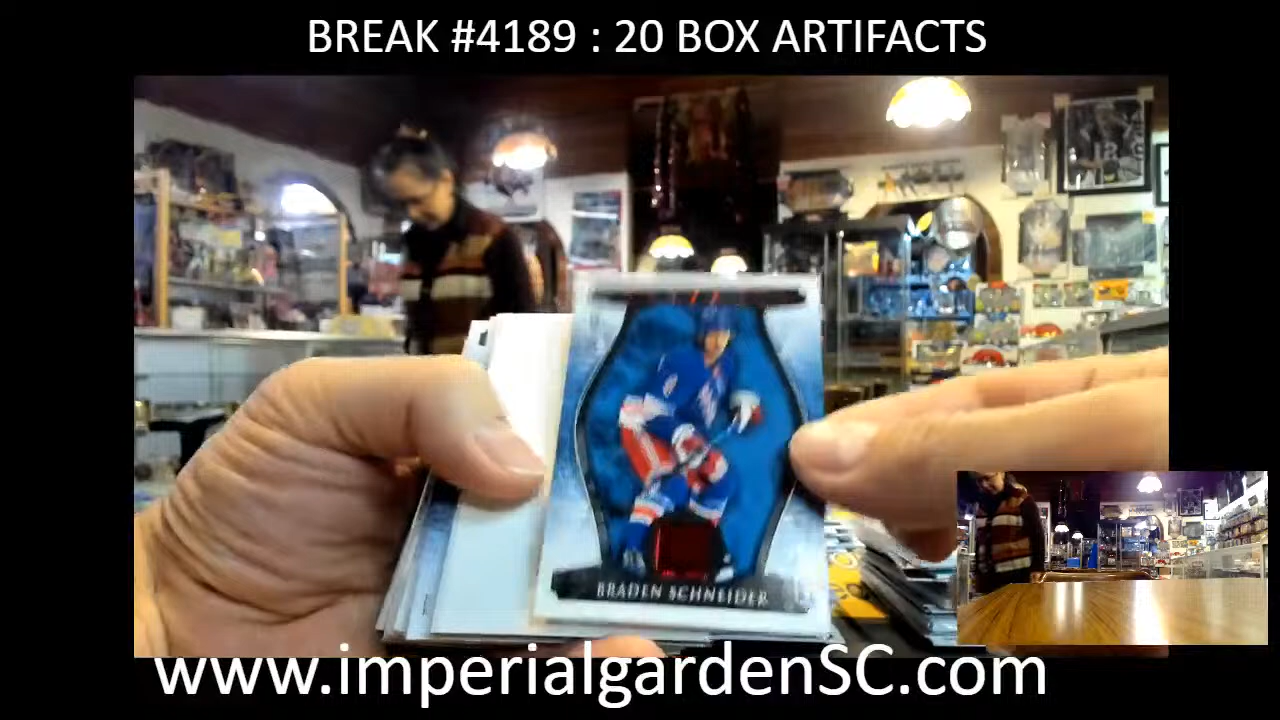 BREAK #4189 : 20 BOX ARTIFACTS
BRADEN SCHNEIDER
www.imperialgardenSC.com